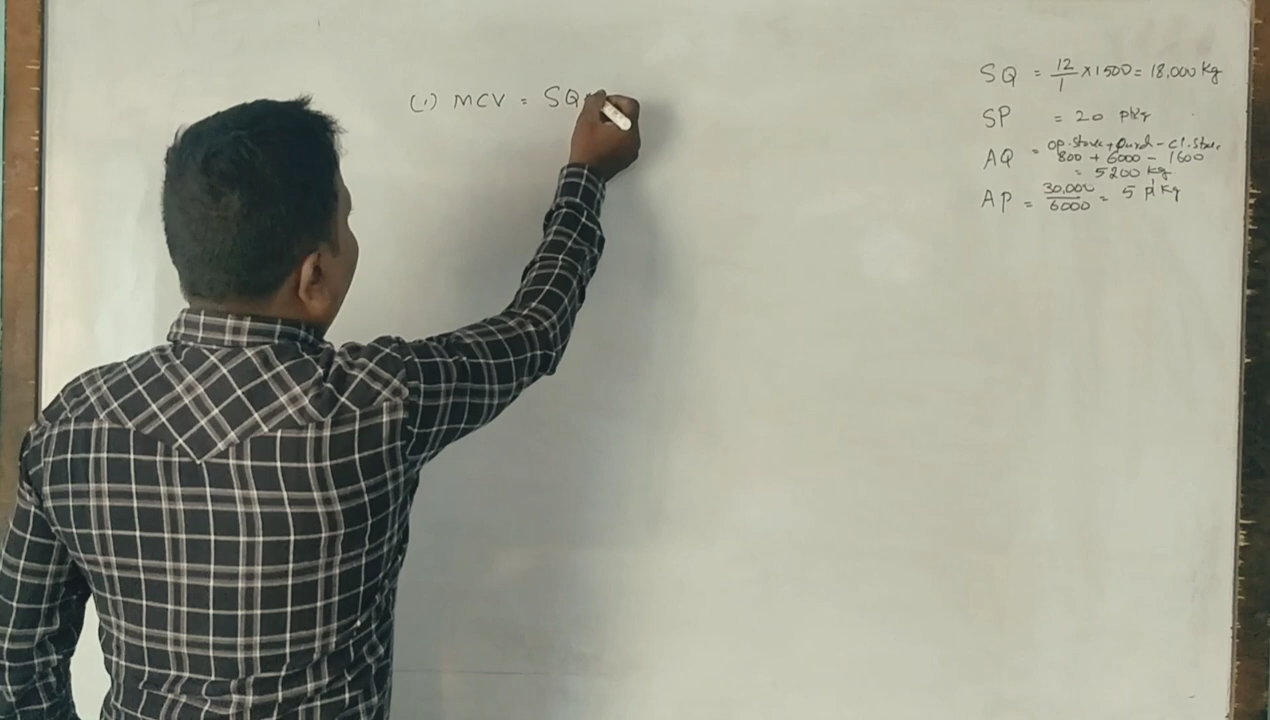 (1) MCV = SQ×
SQ = 12/1 × 1500 = 18,000 Kg
SP = 20 P/Kg
AQ = op. stock + Purch - cl. stock
800 + 6000 - 1600
= 5200 kg
AP = 30,000/6000 = 5 p/Kg